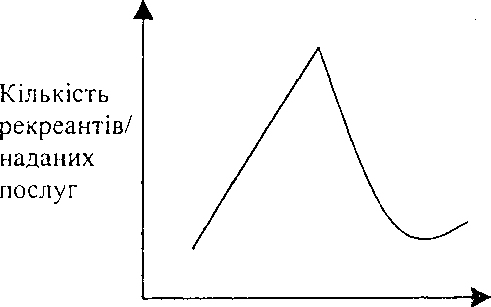 Кількість
рекреантів/
наданих
послуг